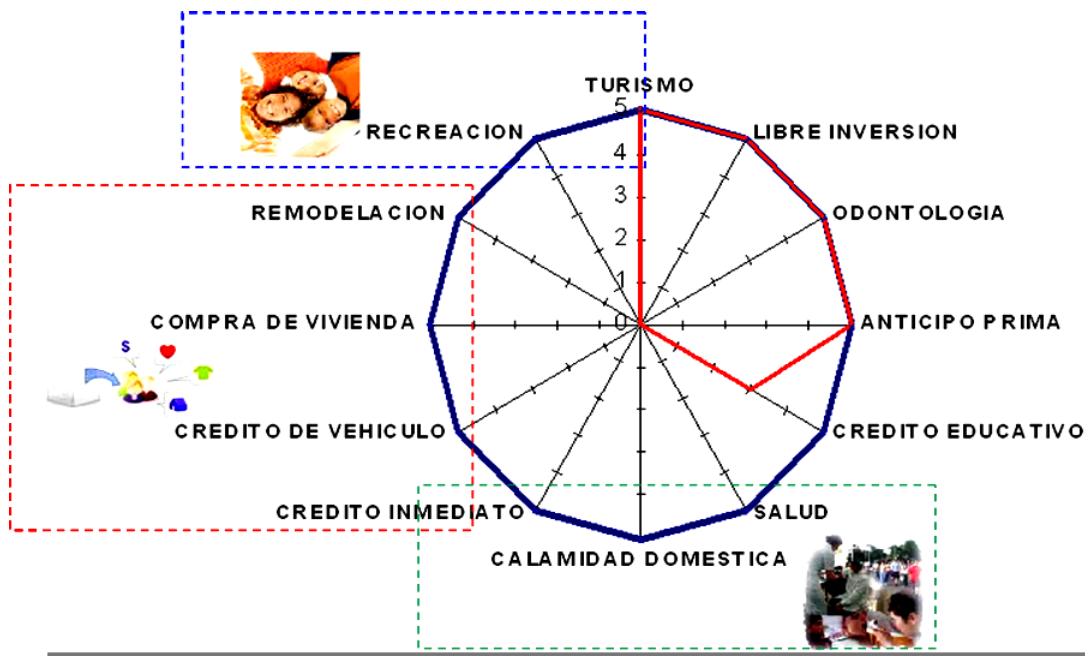 TURISMO
5
RECREACION
LIBRE INVERSION
4
3
REMODELACION
ODONTOLOGIA
2
1
COMPRA DE VIVIENDA
0
ANTICIPO PRIMA
$
CREDITO DE VEHICULO
CREDITO EDUCATIVO
CREDITO INMEDIATO
SALUD
CALAMIDAD DOMESTICA